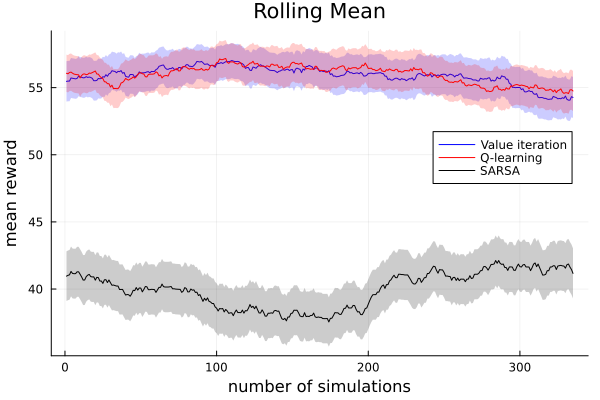 Rolling Mean
mean reward
55
50
45
40
Value iteration
Q-learning
SARSA
0
100
200
300
number of simulations